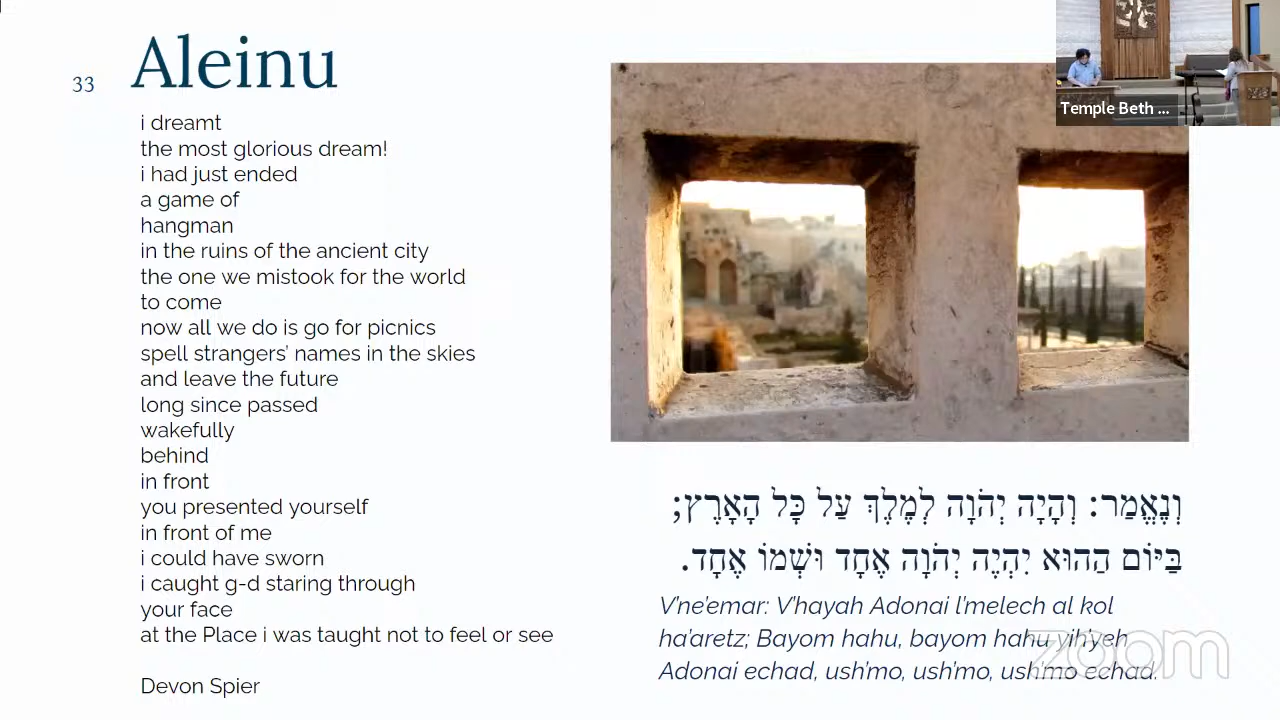 33
Aleinu
i dreamt
the most glorious dream!
i had just ended
a game of
hangman
in the ruins of the ancient city
the one we mistook for the world
to come
now all we do is go for picnics
spell strangers’ names in the skies
and leave the future
long since passed
wakefully
behind
in front
you presented yourself
in front of me
i could have sworn
i caught g-d staring through
your face
at the Place i was taught not to feel or see
Devon Spier
Temple Beth ...
וְנֶאֱמַר: וְהָיָה יְהֹוָה לְמֶלֶךְ עַל כׇּל הָאָרֶץ;
בַּיּוֹם הַהוּא יִהְיֶה יְהֹוָה אֶחָד וּשְׁמוֹ אֶחָד.
V’ne’emar: V’hayah Adonai l’melech al kol
ha’aretz; Bayom hahu, bayom hahu yih’yeh
Adonai echad, ush’mo, ush’mo, ush’mo echad.
zoom